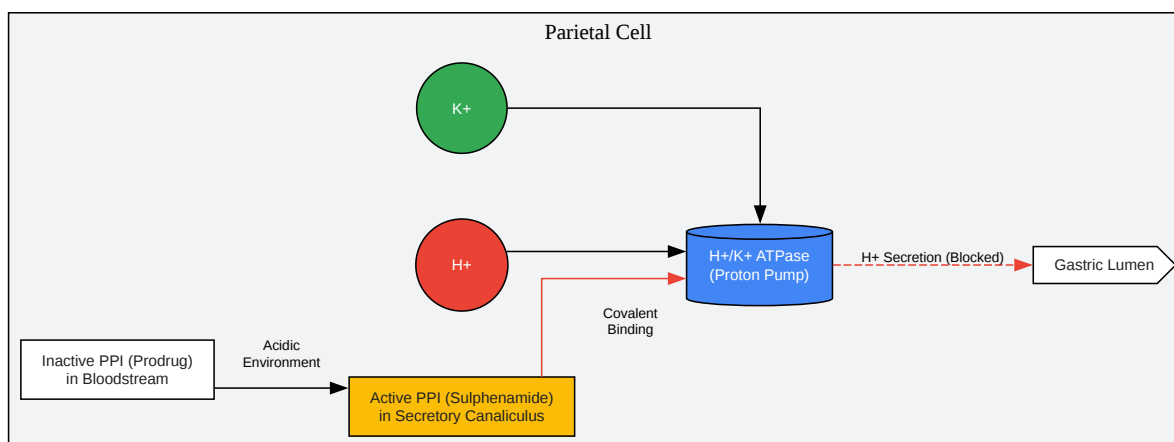 Parietal Cell
K+
H+
H+/K+ ATPase
(Proton Pump)
H+ Secretion (Blocked)
Gastric Lumen
Covalent
Binding
Acidic
Environment
Inactive PPI (Prodrug)
in Bloodstream
Active PPI (Sulphenamide)
in Secretory Canaliculus